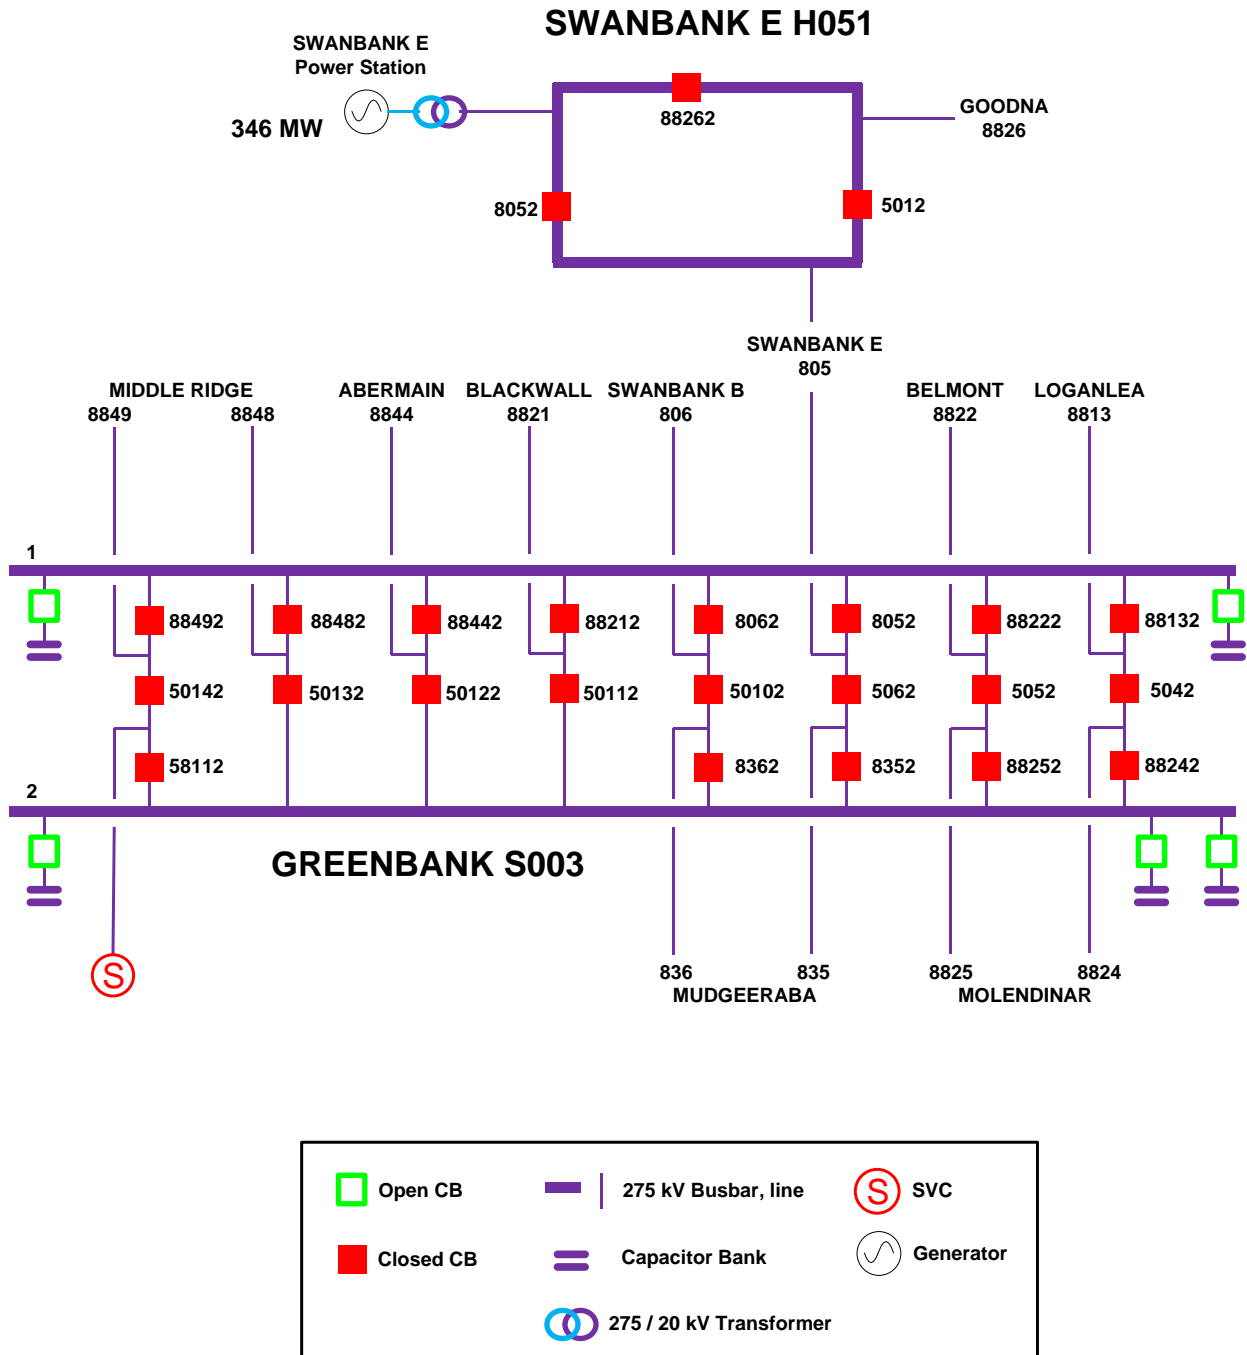 SWANBANK E H051
SWANBANK E
Power Station
346 MW
88262
GOODNA
8826
8052
5012
SWANBANK E
805
MIDDLE RIDGE
8849
8848
ABERMAIN
8844
BLACKWALL
8821
SWANBANK B
806
BELMONT
8822
LOGANLEA
8813
1
88492
88482
88442
88212
8062
8052
88222
88132
50142
50132
50122
50112
50102
5062
5052
5042
58112
8362
8352
88252
88242
2
GREENBANK S003
S
836
835
MUDGEERABA
8825
8824
MOLENDINAR
Open CB
275 kV Busbar, line
S
SVC
Closed CB
Capacitor Bank
Generator
275 / 20 kV Transformer